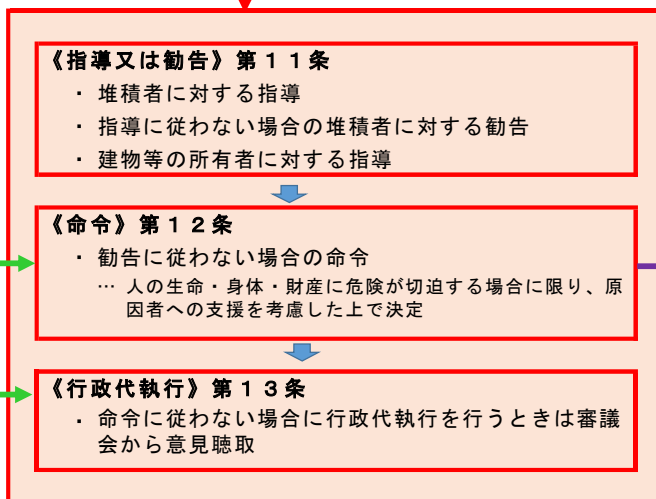 《指導又は勧告》第１１条
・ 堆積者に対する指導
・ 指導に従わない場合の堆積者に対する勧告
・ 建物等の所有者に対する指導
《命令》第１２条
・ 勧告に従わない場合の命令
… 人の生命・身体・財産に危険が切迫する場合に限り、原
因者への支援を考慮した上で決定
《行政代執行》第１３条
・ 命令に従わない場合に行政代執行を行うときは審議
会から意見聴取